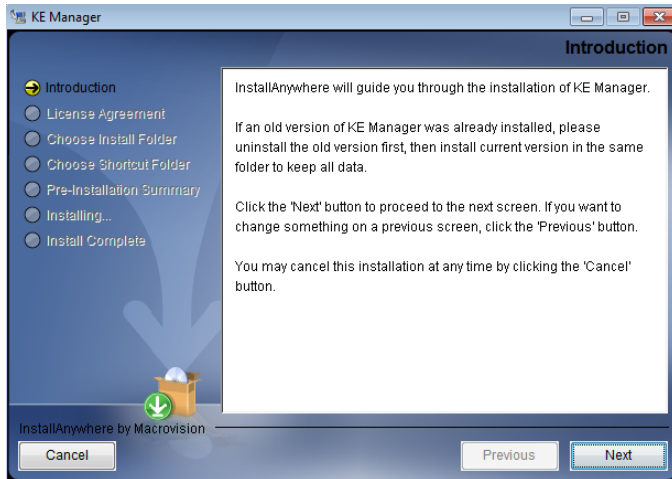 KE Manager
Introduction
Introduction
License Agreement
Choose Install Folder
Choose Shortcut Folder
Pre-Installation Summary
Installing...
Install Complete
InstallAnywhere will guide you through the installation of KE Manager.
If an old version of KE Manager was already installed, please
uninstall the old version first, then install current version in the same
folder to keep all data.
Click the 'Next' button to proceed to the next screen. If you want to
change something on a previous screen, click the 'Previous' button.
You may cancel this installation at any time by clicking the 'Cancel'
button.
InstallAnywhere by Macrovision
Cancel
Previous
Next